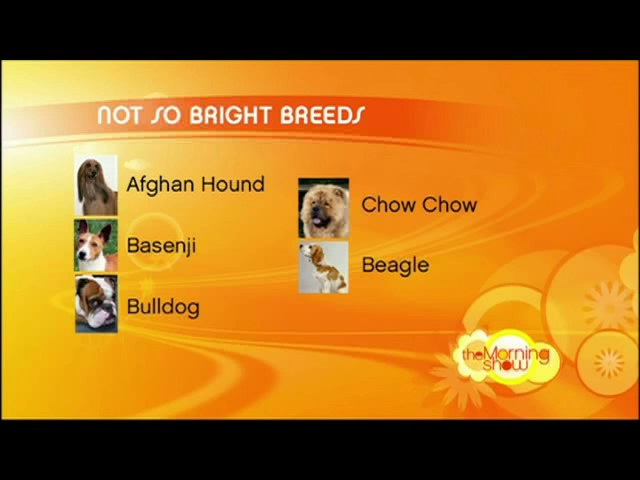 NOT SO BRIGHT BREEDS
Afghan Hound
Basenji
Bulldog
Chow Chow
Beagle
the Morning
show